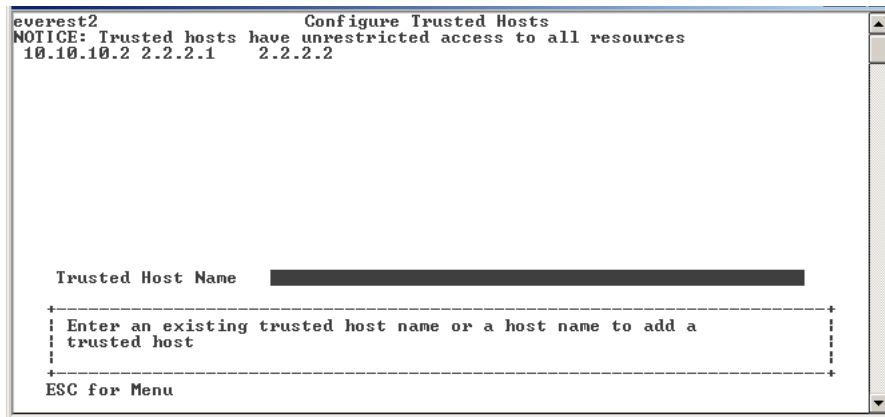 everest2 Configure Trusted Hosts
NOTICE: Trusted hosts have unrestricted access to all resources
10.10.10.2 2.2.2.1 2.2.2.2
Trusted Host Name
Enter an existing trusted host name or a host name to add a
trusted host
ESC for Menu